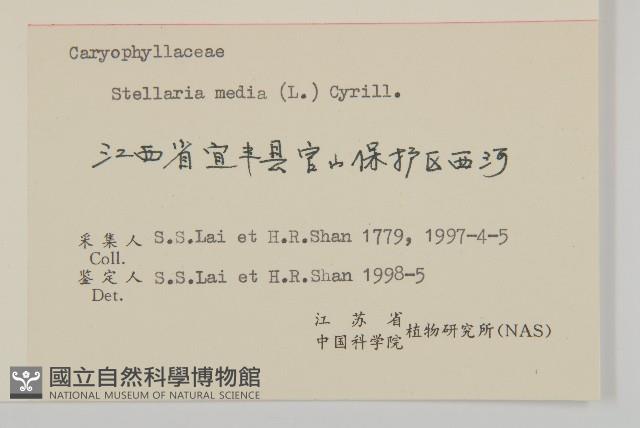 Caryophyllaceae
Stellaria media (L.) Cyrill.
江西省宜丰县官山保护区西河
采集人 S.S.Lai et H.R.Shan 1779, 1997-4-5
Coll.
鉴定人 S.S.Lai et H.R.Shan 1998-5
Det.
江苏省
中国科学院 植物研究所(NAS)
國立自然科學博物館
NATIONAL MUSEUM OF NATURAL SCIENCE